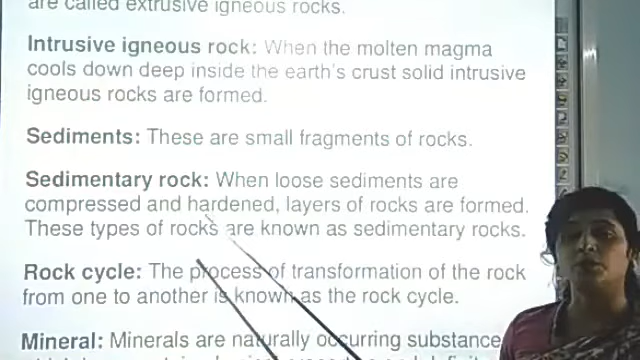 are called extrusive igneous rocks.
Intrusive igneous rock: When the molten magma
cools down deep inside the earth's crust solid intrusive
igneous rocks are formed.
Sediments: These are small fragments of rocks.
Sedimentary rock: When loose sediments are
compressed and hardened, layers of rocks are formed.
These types of rocks are known as sedimentary rocks.
Rock cycle: The process of transformation of the rock
from one to another is known as the rock cycle.
Mineral: Minerals are naturally occurring substance